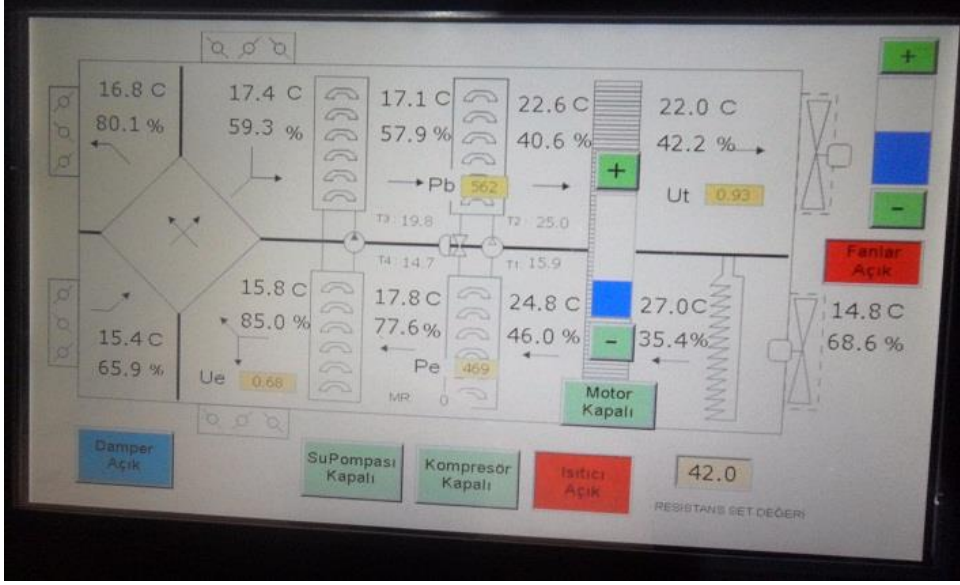 16.8 C
80.1 %
17.4 C
59.3 %
17.1 C
57.9 %
22.6 C
40.6 %
22.0 C
42.2 %
+
+
Pb 562
Ut 0.93
-
T3 : 19.8
T2 : 25.0
Fanlar
Açık
T4 : 14.7
T1: 15.9
15.8 C
85.0 %
17.8 C
77.6 %
24.8 C
46.0 %
27.0 C
35.4 %
14.8 C
68.6 %
15.4 C
65.9 %
-
Ue 0.68
Pe 469
MR 0
Motor
Kapalı
Damper
Açık
SuPompası
Kapalı
Kompresör
Kapalı
Isıtıcı
Açık
42.0
RESISTANS SET DEĞERİ